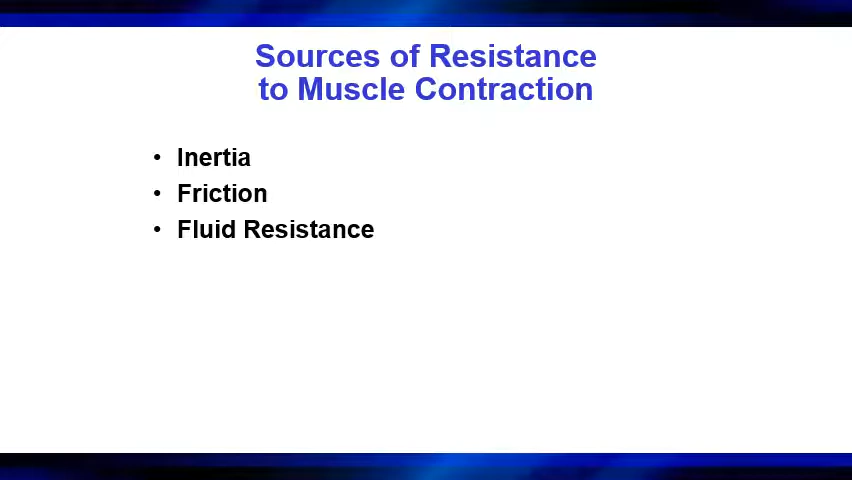 Sources of Resistance
to Muscle Contraction
• Inertia
• Friction
• Fluid Resistance